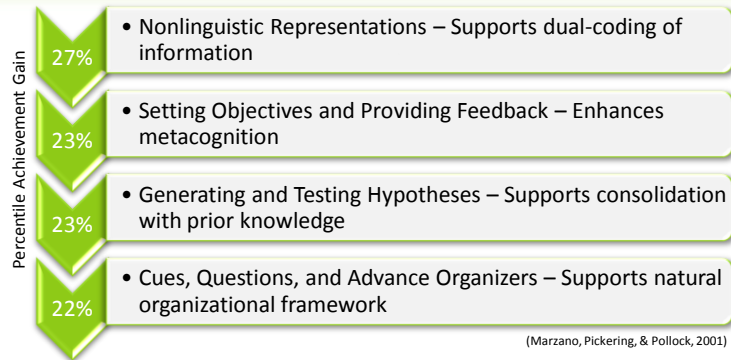 Percentile Achievement Gain
27%
• Nonlinguistic Representations – Supports dual-coding of
information
23%
• Setting Objectives and Providing Feedback – Enhances
metacognition
23%
• Generating and Testing Hypotheses – Supports consolidation
with prior knowledge
22%
• Cues, Questions, and Advance Organizers – Supports natural
organizational framework
(Marzano, Pickering, & Pollock, 2001)